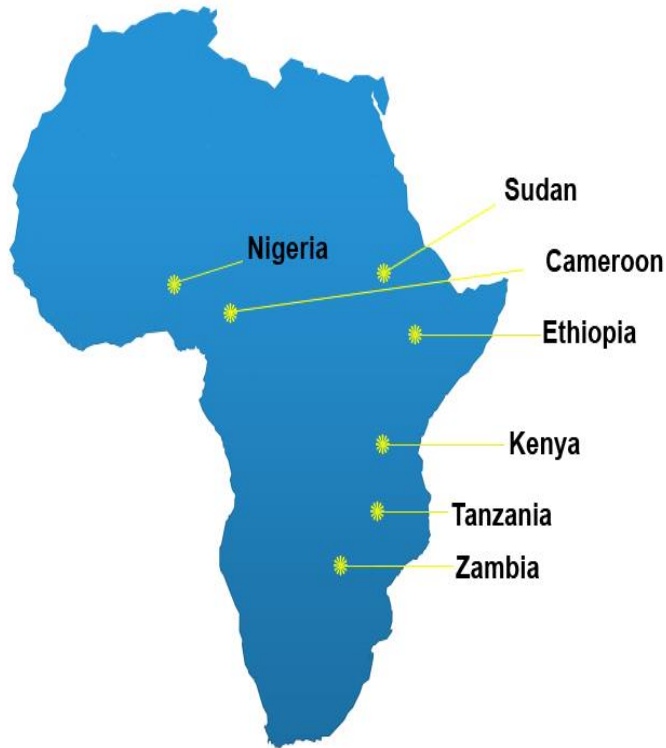 Sudan
Nigeria
Cameroon
Ethiopia
Kenya
Tanzania
Zambia